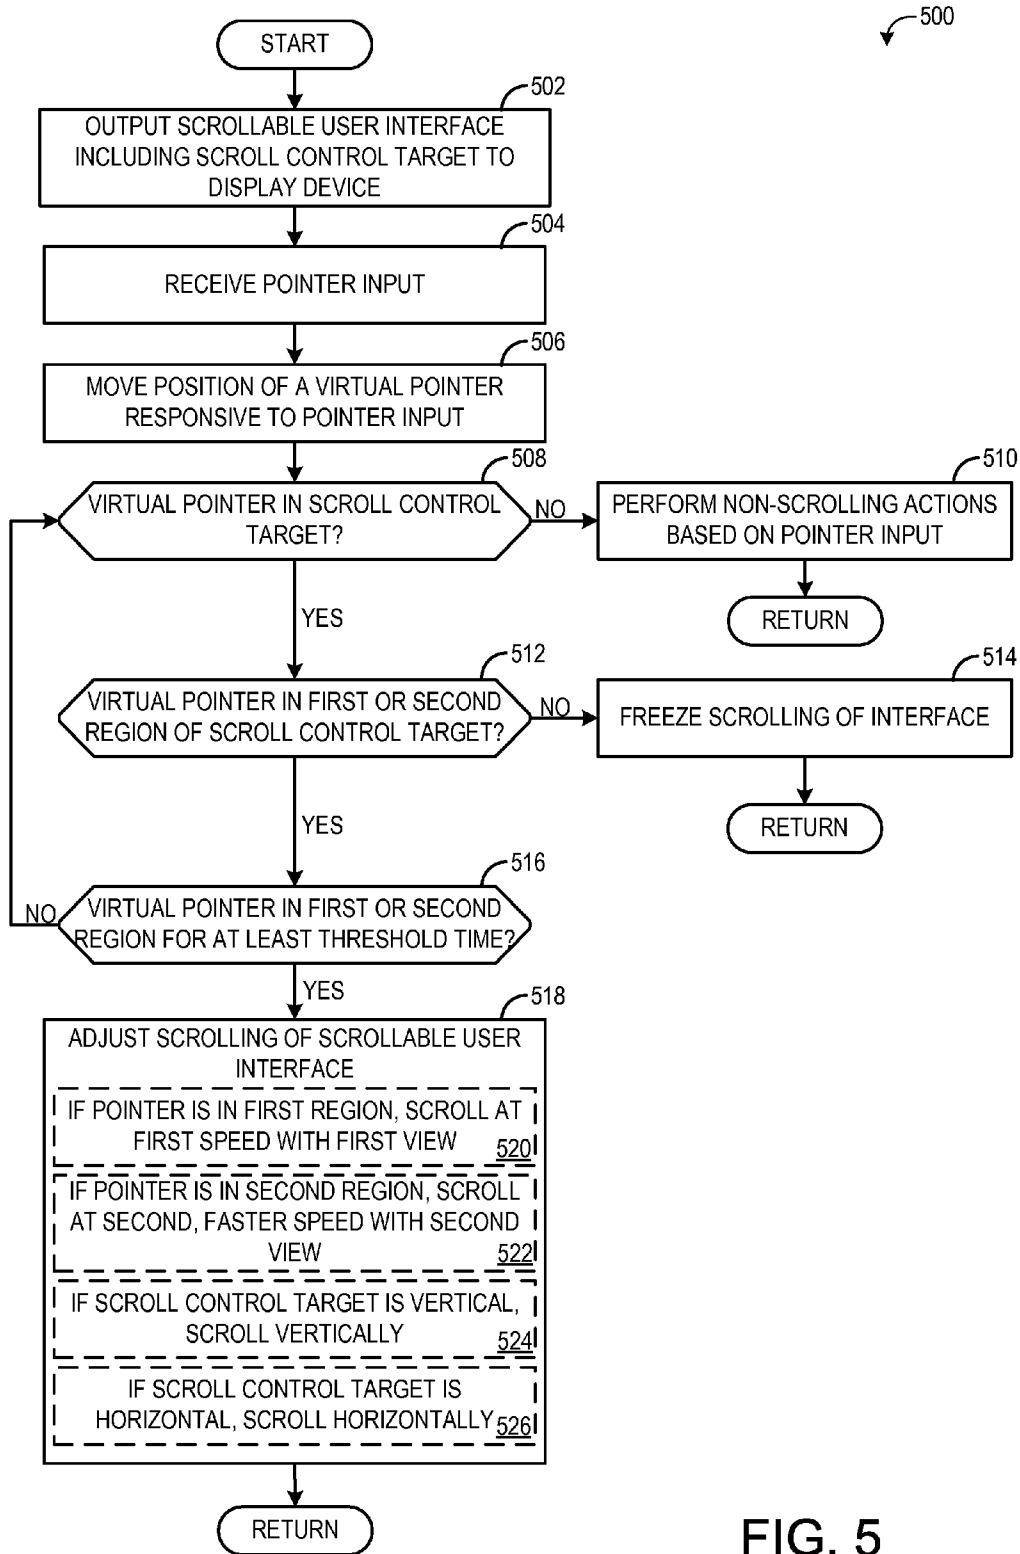 500
START
502
OUTPUT SCROLLABLE USER INTERFACE
INCLUDING SCROLL CONTROL TARGET TO
DISPLAY DEVICE
504
RECEIVE POINTER INPUT
506
MOVE POSITION OF A VIRTUAL POINTER
RESPONSIVE TO POINTER INPUT
508
VIRTUAL POINTER IN SCROLL CONTROL
TARGET?
NO
510
PERFORM NON-SCROLLING ACTIONS
BASED ON POINTER INPUT
RETURN
YES
512
VIRTUAL POINTER IN FIRST OR SECOND
REGION OF SCROLL CONTROL TARGET?
NO
514
FREEZE SCROLLING OF INTERFACE
RETURN
YES
516
VIRTUAL POINTER IN FIRST OR SECOND
REGION FOR AT LEAST THRESHOLD TIME?
NO
YES
518
ADJUST SCROLLING OF SCROLLABLE USER
INTERFACE
IF POINTER IS IN FIRST REGION, SCROLL AT
FIRST SPEED WITH FIRST VIEW 520
IF POINTER IS IN SECOND REGION, SCROLL
AT SECOND, FASTER SPEED WITH SECOND
VIEW 522
IF SCROLL CONTROL TARGET IS VERTICAL,
SCROLL VERTICALLY 524
IF SCROLL CONTROL TARGET IS
HORIZONTAL, SCROLL HORIZONTALLY 526
RETURN
FIG. 5